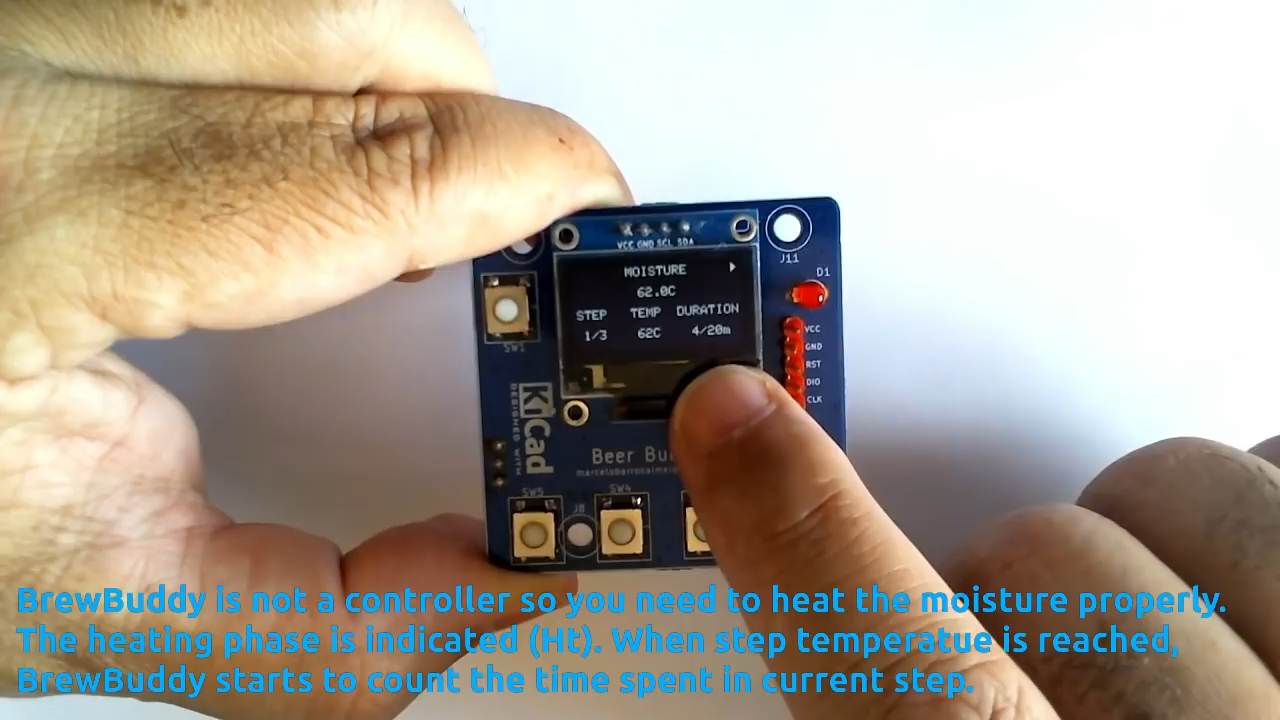 VCC GND SCL SDA
J11
D1
MOISTURE
62.0C
STEP TEMP DURATION
1/3 62C 4/20m
VCC
GND
RST
DIO
CLK
SW1
DESIGNED WITH
KiCad
Beer
SW5
SW4
J8
BrewBuddy is not a controller so you need to heat the moisture properly.
The heating phase is indicated (Ht). When step temperatue is reached,
BrewBuddy starts to count the time spent in current step.